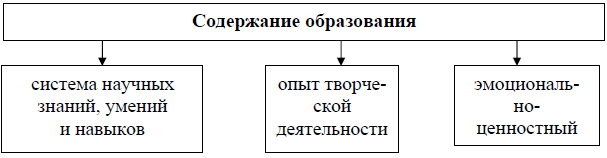 Содержание образования
система научных
знаний, умений
и навыков
опыт творче-
ской
деятельности
эмоциональ-
но-
ценностный